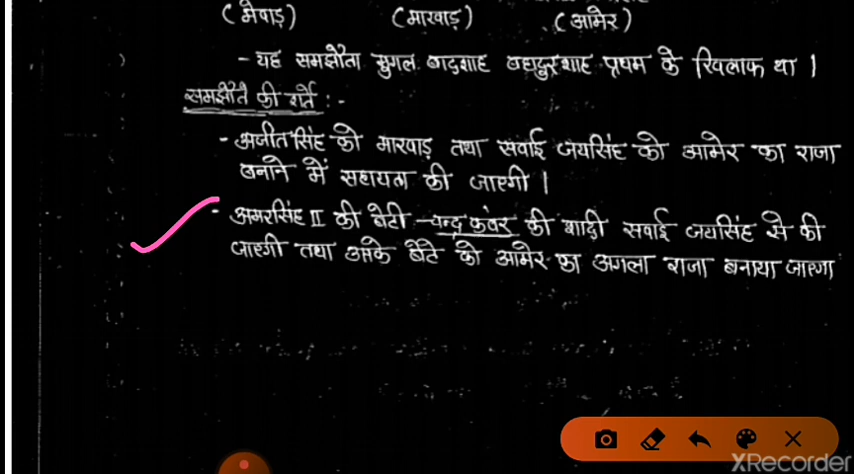 (मेवाड़) (मारवाड़) (आमेर)
- यह समझौता मुगल बादशाह बहादुरशाह प्रथम के खिलाफ था |
समझौते की शर्ते :-
- अजीतसिंह को मारवाड़ तथा सवाई जयसिंह को आमेर का राजा
बनाने में सहायता की जाएगी |
- अमरसिंह II की बेटी - चन्द्र कुंवर की शादी सवाई जयसिंह से की
जाएगी तथा उसके बेटे को आमेर का अगला राजा बनाया जाएगा
XRecorder